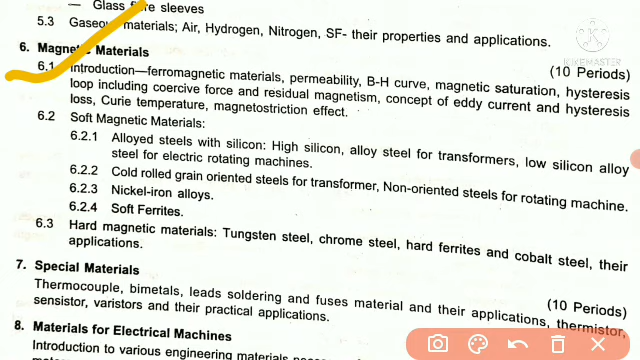 — Glass fibre sleeves
5.3 Gaseous materials; Air, Hydrogen, Nitrogen, SF- their properties and applications.
6. Magnetic Materials
(10 Periods)
6.1 Introduction—ferromagnetic materials, permeability, B-H curve, magnetic saturation, hysteresis
loop including coercive force and residual magnetism, concept of eddy current and hysteresis
loss, Curie temperature, magnetostriction effect.
6.2 Soft Magnetic Materials:
6.2.1 Alloyed steels with silicon: High silicon, alloy steel for transformers, low silicon alloy
steel for electric rotating machines.
6.2.2 Cold rolled grain oriented steels for transformer, Non-oriented steels for rotating machine.
6.2.3 Nickel-iron alloys.
6.2.4 Soft Ferrites.
6.3 Hard magnetic materials: Tungsten steel, chrome steel, hard ferrites and cobalt steel, their
applications.
7. Special Materials
(10 Periods)
Thermocouple, bimetals, leads soldering and fuses material and their applications, thermistor,
sensistor, varistors and their practical applications.
8. Materials for Electrical Machines
Introduction to various engineering materials
KINEMASTER